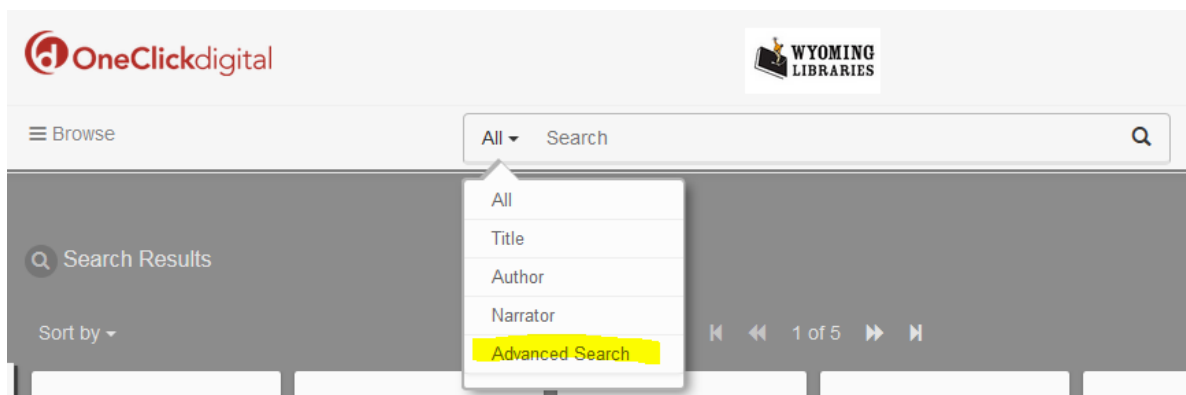 OneClickdigital
WYOMING
LIBRARIES
Browse
All Search
All
Title
Author
Narrator
Advanced Search
Search Results
Sort by
1 of 5